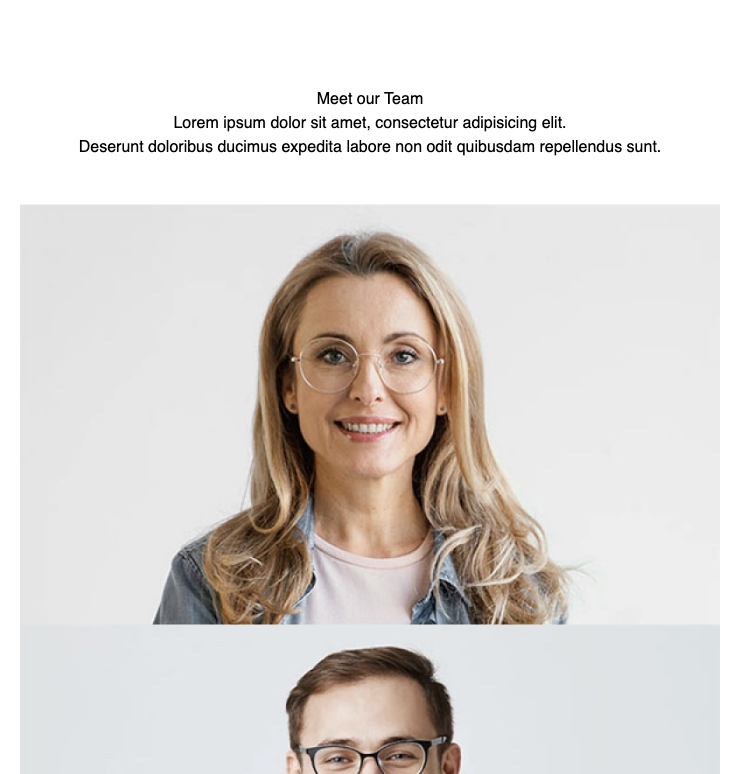 Meet our Team
Lorem ipsum dolor sit amet, consectetur adipisicing elit.
Deserunt doloribus ducimus expedita labore non odit quibusdam repellendus sunt.